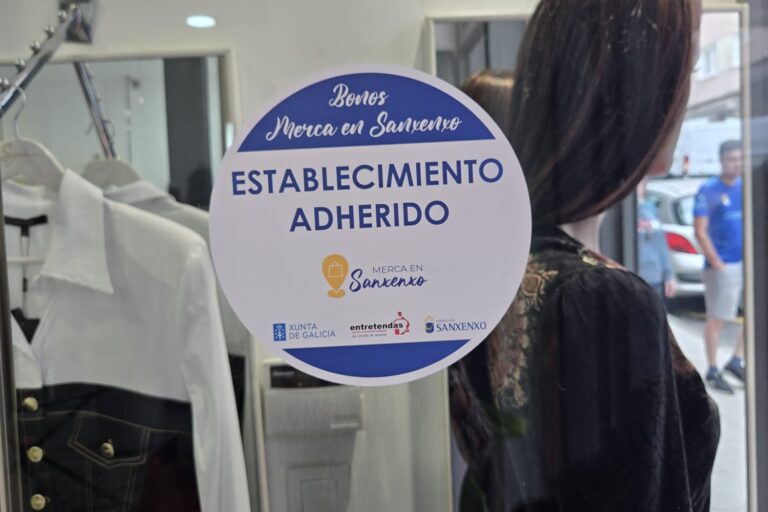 Bonos
Merca en Sanxenxo
ESTABLECIMIENTO
ADHERIDO
MERCA EN
Sanxenxo
XUNTA
DE GALICIA
entretendas
SANXENXO